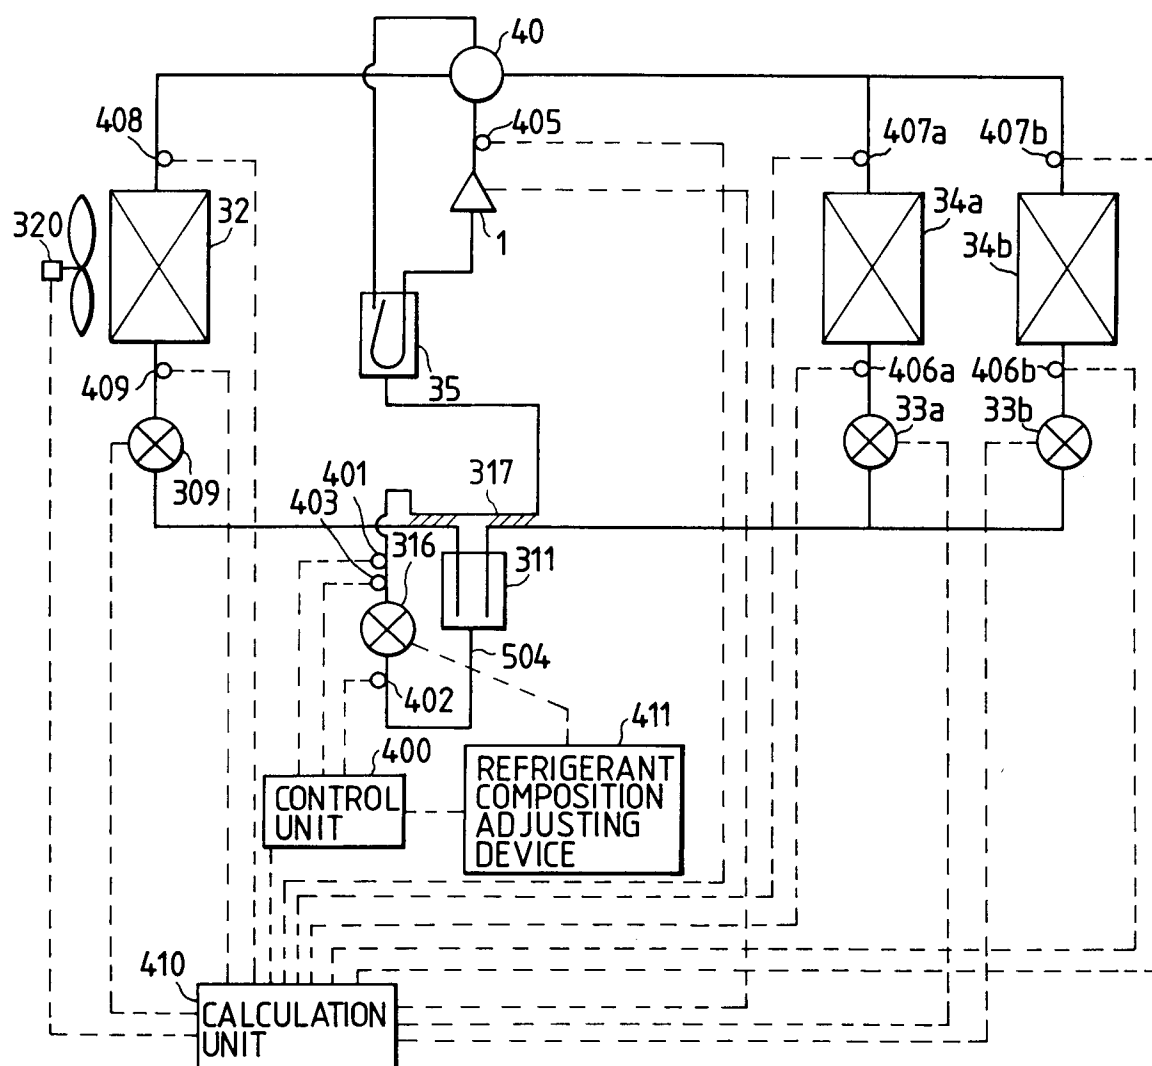 40
408
405
407a
407b
320
32
1
34a
34b
35
409
406a
406b
309
33a
33b
401
403
317
316
311
504
402
411
400
REFRIGERANT
COMPOSITION
ADJUSTING
DEVICE
CONTROL
UNIT
410
CALCULATION
UNIT